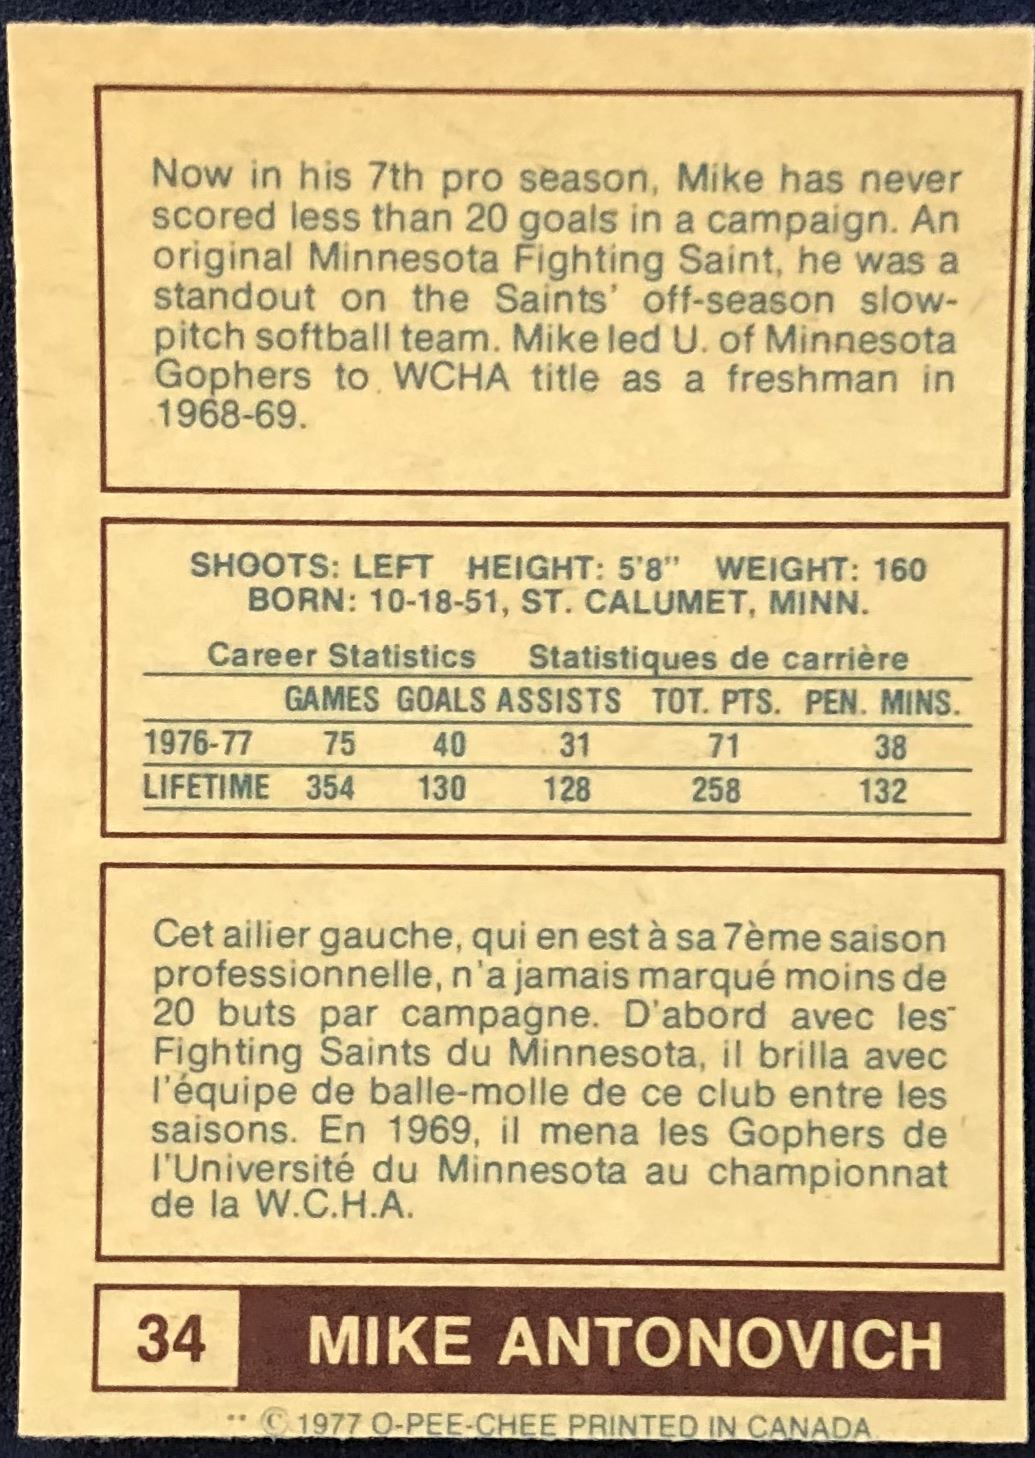 Now in his 7th pro season, Mike has never
scored less than 20 goals in a campaign. An
original Minnesota Fighting Saint, he was a
standout on the Saints' off-season slow-
pitch softball team. Mike led U. of Minnesota
Gophers to WCHA title as a freshman in
1968-69.
SHOOTS: LEFT HEIGHT: 5'8" WEIGHT: 160
BORN: 10-18-51, ST. CALUMET, MINN.
Career Statistics Statistiques de carrière
GAMES GOALS ASSISTS TOT. PTS. PEN. MINS.
1976-77 75 40 31 71 38
LIFETIME 354 130 128 258 132
Cet ailier gauche, qui en est à sa 7ème saison
professionnelle, n'a jamais marqué moins de
20 buts par campagne. D'abord avec les
Fighting Saints du Minnesota, il brilla avec
l'équipe de balle-molle de ce club entre les
saisons. En 1969, il mena les Gophers de
l'Université du Minnesota au championnat
de la W.C.H.A.
34 MIKE ANTONOVICH
** © 1977 O-PEE-CHEE PRINTED IN CANADA